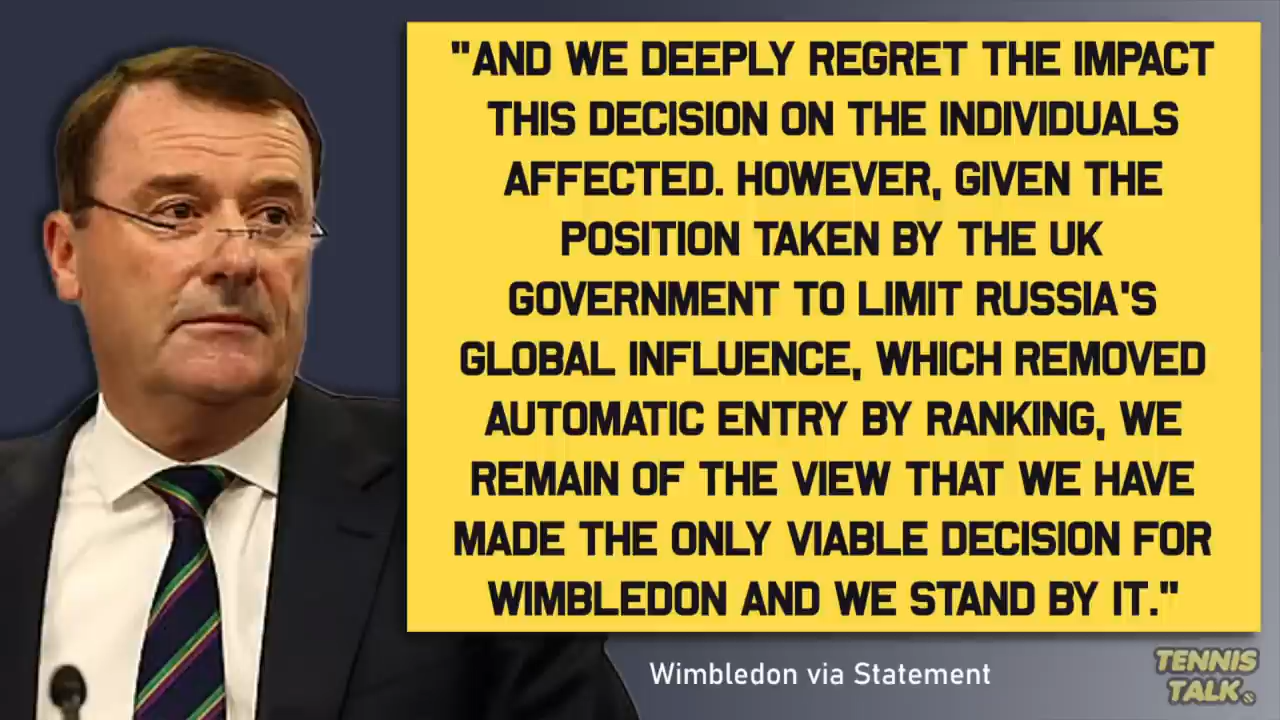 "AND WE DEEPLY REGRET THE IMPACT
THIS DECISION ON THE INDIVIDUALS
AFFECTED. HOWEVER, GIVEN THE
POSITION TAKEN BY THE UK
GOVERNMENT TO LIMIT RUSSIA'S
GLOBAL INFLUENCE, WHICH REMOVED
AUTOMATIC ENTRY BY RANKING, WE
REMAIN OF THE VIEW THAT WE HAVE
MADE THE ONLY VIABLE DECISION FOR
WIMBLEDON AND WE STAND BY IT."
Wimbledon via Statement
TENNIS
TALK